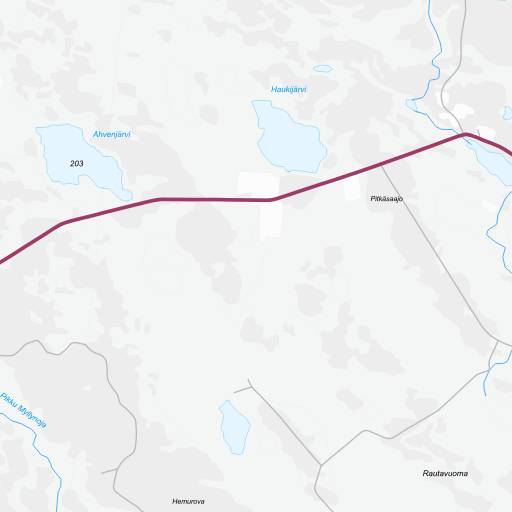 Haukijärvi
Ahvenjärvi
203
Pitkäsaajo
Pikku Myllyoja
Rautavuoma
Hemurova